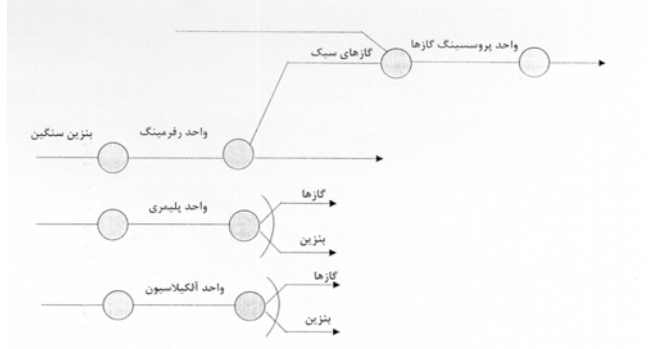 واحد پروسسینگ گازها
گازهای سبک
واحد رفرمینگ
بنزین سنگین
گازها
واحد پلیمری
بنزین
گازها
واحد آلکیلاسیون
بنزین